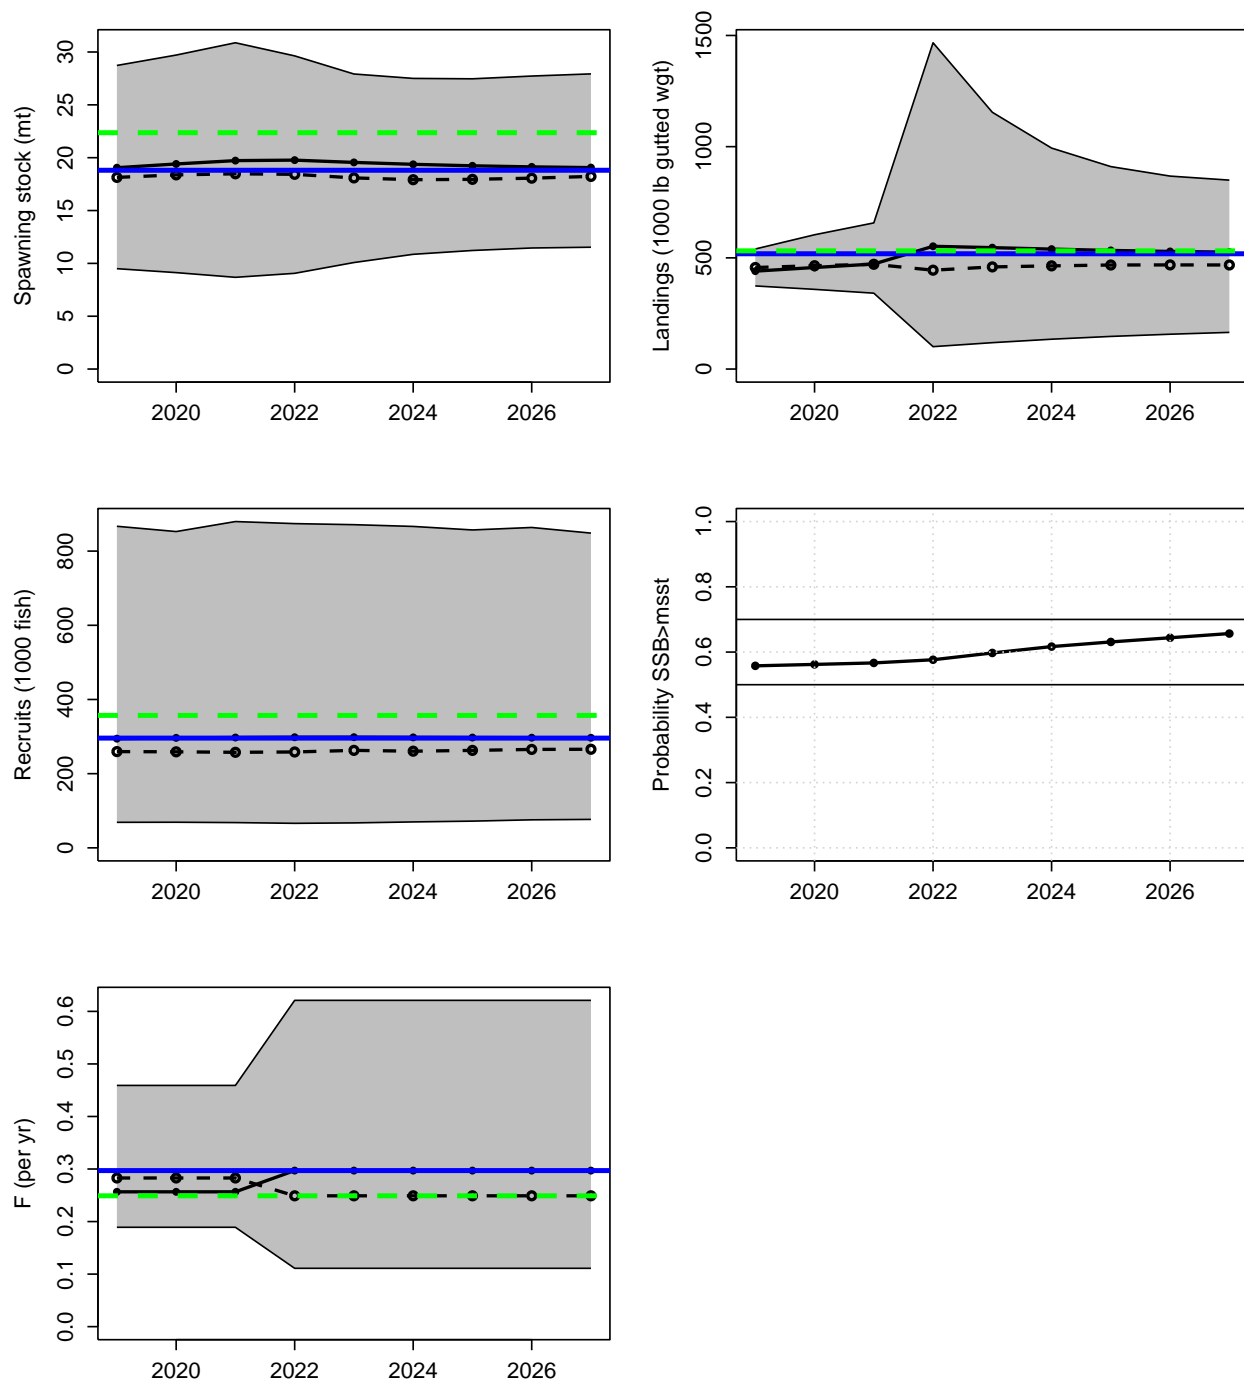 Spawning stock (mt)
0 5 10 15 20 25 30
2020 2022 2024 2026
Landings (1000 lb gutted wgt)
0 500 1000 1500
2020 2022 2024 2026
Recruits (1000 fish)
0 200 400 600 800
2020 2022 2024 2026
Probability SSB>msst
0.0 0.2 0.4 0.6 0.8 1.0
2020 2022 2024 2026
F (per yr)
0.0 0.1 0.2 0.3 0.4 0.5 0.6
2020 2022 2024 2026